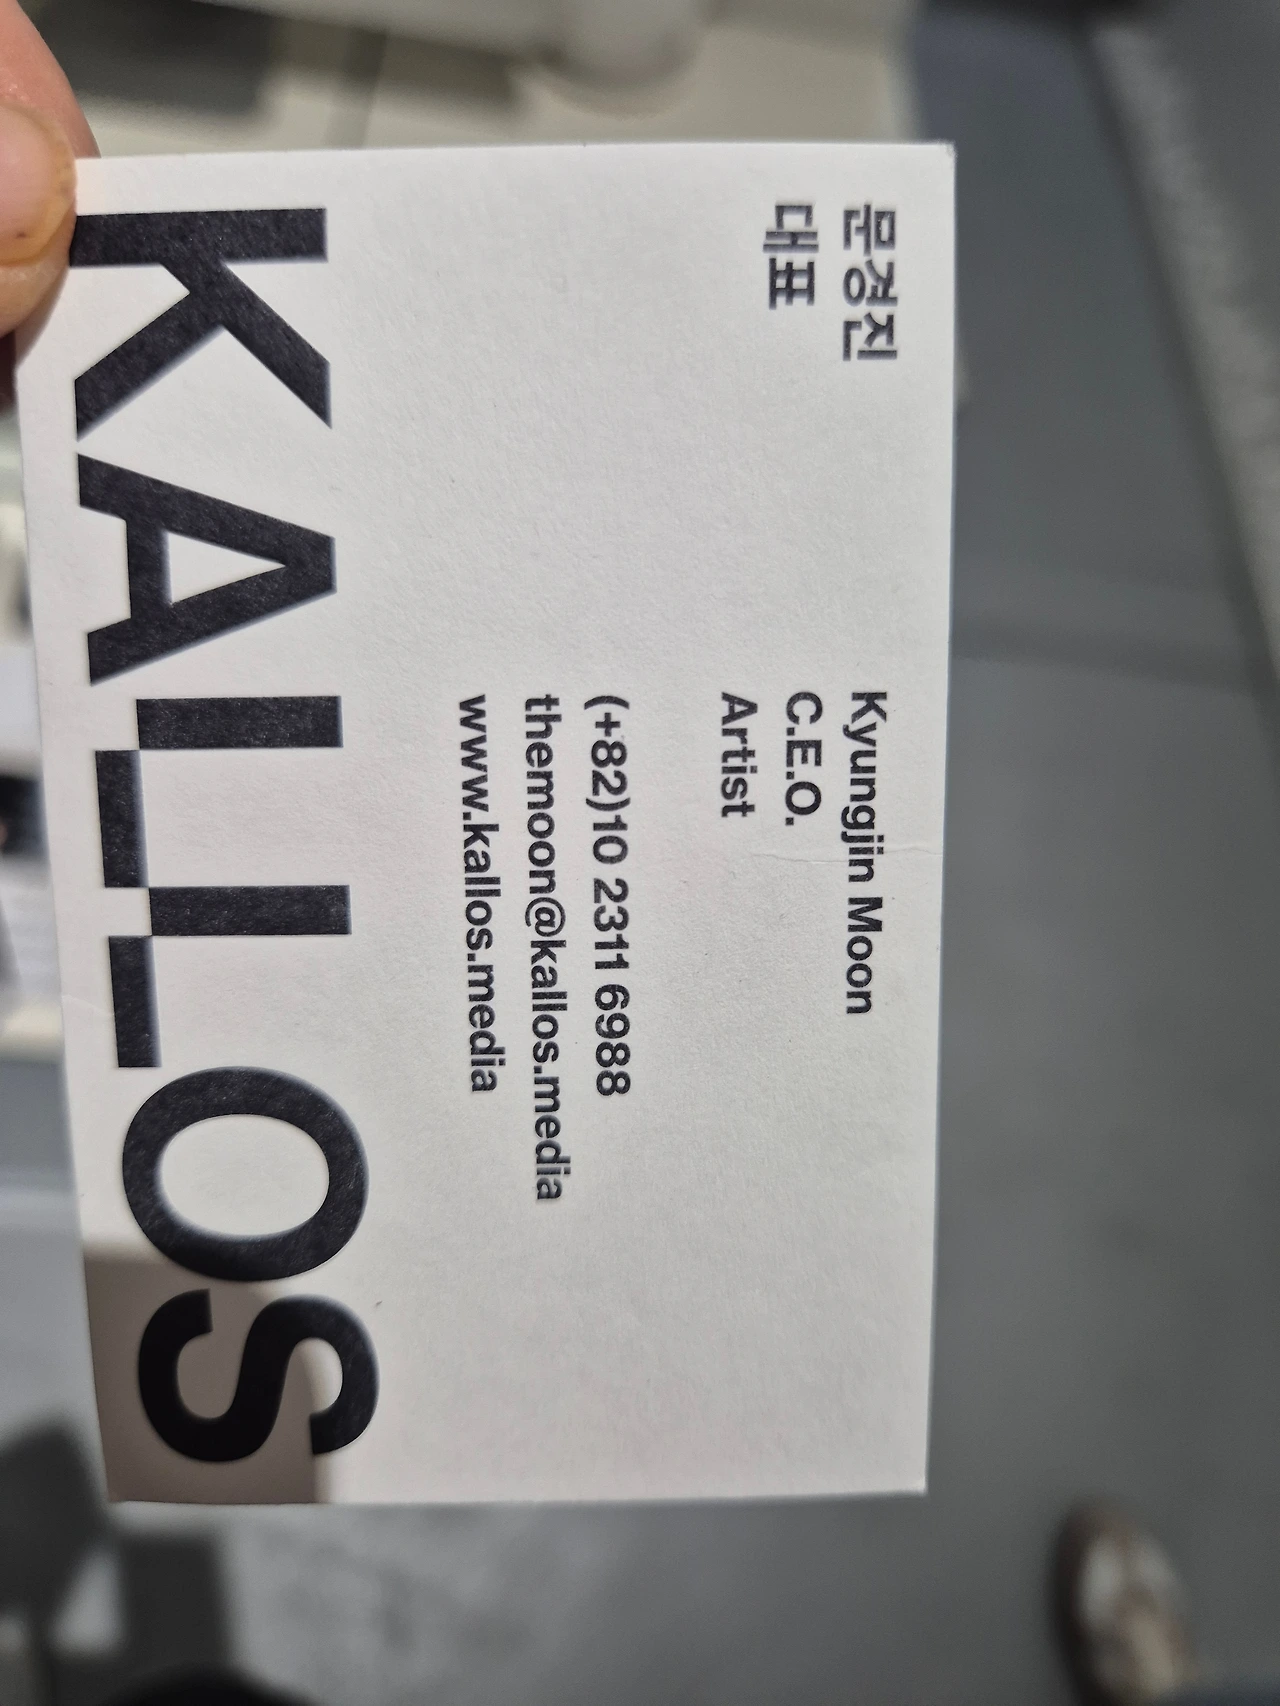 문경진
대표
Kyungjin Moon
C.E.O.
Artist
(+82)10 2311 6988
themoon@kallos.media
www.kallos.media
KALLOS